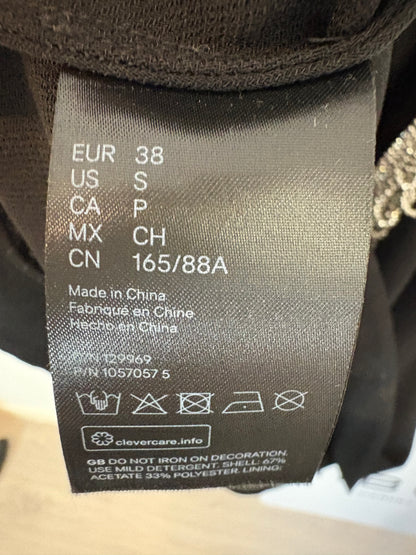 EUR 38
US S
CA P
MX CH
CN 165/88A
Made in China
Fabriqué en Chine
Hecho en China
O/N 129969
P/N 1057057 5
clevercare.info
GB DO NOT IRON ON DECORATION.
USE MILD DETERGENT. SHELL: 67%
ACETATE 33% POLYESTER. LINING: